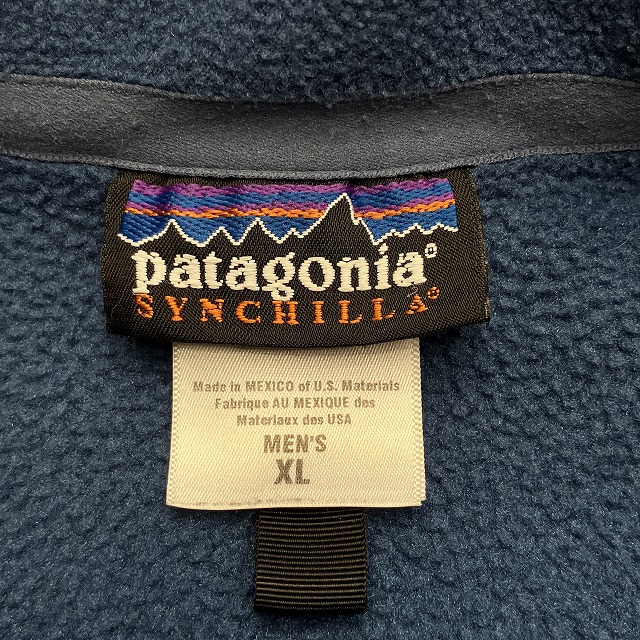 patagonia®
SYNCHILLA®
Made in MEXICO of U.S. Materials
Fabrique AU MEXIQUE des
Materiaux des USA
MEN'S
XL